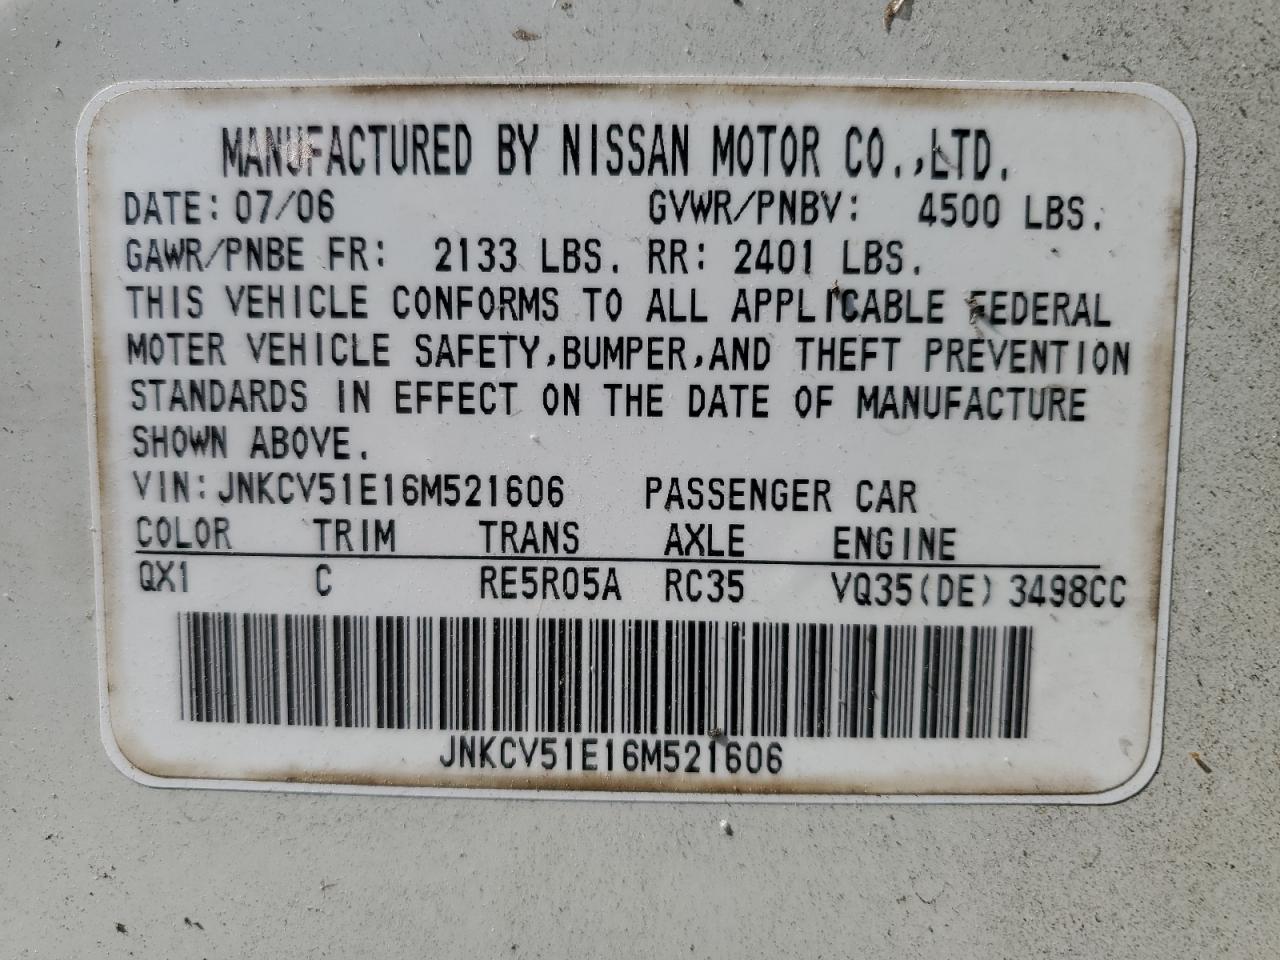 MANUFACTURED BY NISSAN MOTOR CO.,LTD.
DATE: 07/06 GVWR/PNBV: 4500 LBS.
GAWR/PNBE FR: 2133 LBS. RR: 2401 LBS.
THIS VEHICLE CONFORMS TO ALL APPLICABLE FEDERAL
MOTER VEHICLE SAFETY,BUMPER,AND THEFT PREVENTION
STANDARDS IN EFFECT ON THE DATE OF MANUFACTURE
SHOWN ABOVE.
VIN:JNKCV51E16M521606 PASSENGER CAR
COLOR TRIM TRANS AXLE ENGINE
QX1 C RE5R05A RC35 VQ35(DE) 3498CC
JNKCV51E16M521606